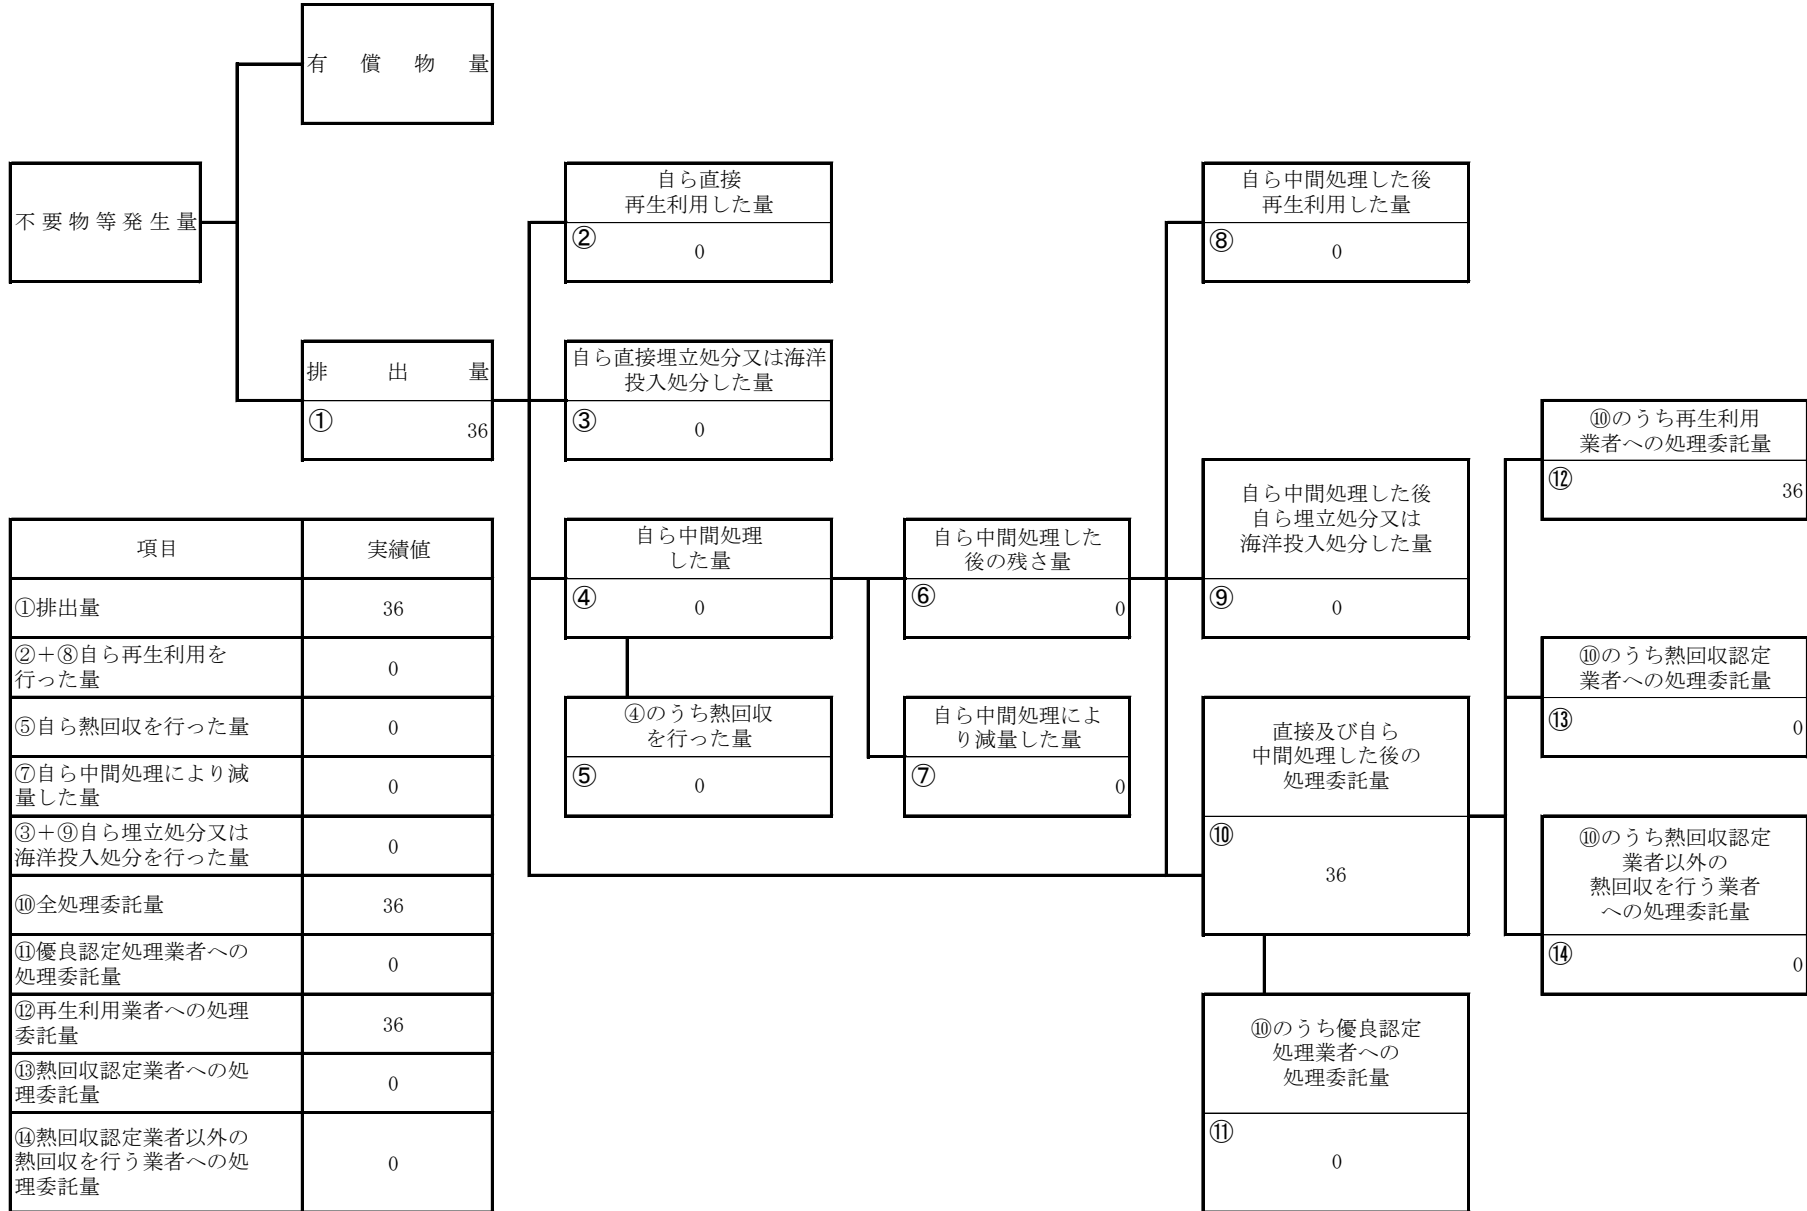 有償物量
不要物等発生量
排出量
①
36
自ら直接
再生利用した量
②
0
自ら直接埋立処分又は海洋
投入処分した量
③
0
自ら中間処理
した量
④
0
④のうち熱回収
を行った量
⑤
0
自ら中間処理した
後の残さ量
⑥
0
自ら中間処理によ
り減量した量
⑦
0
自ら中間処理した後
再生利用した量
⑧
0
自ら中間処理した後
自ら埋立処分又は
海洋投入処分した量
⑨
0
直接及び自ら
中間処理した後の
処理委託量
⑩
36
⑩のうち優良認定
処理業者への
処理委託量
⑪
0
⑩のうち再生利用
業者への処理委託量
⑫
36
⑩のうち熱回収認定
業者への処理委託量
⑬
0
⑩のうち熱回収認定
業者以外の
熱回収を行う業者
への処理委託量
⑭
0
項目 実績値
①排出量 36
②＋⑧自ら再生利用を
行った量
0
⑤自ら熱回収を行った量 0
⑦自ら中間処理により減
量した量
0
③＋⑨自ら埋立処分又は
海洋投入処分を行った量
0
⑩全処理委託量 36
⑪優良認定処理業者への
処理委託量
0
⑫再生利用業者への処理
委託量
36
⑬熱回収認定業者への処
理委託量
0
⑭熱回収認定業者以外の
熱回収を行う業者への処
理委託量
0